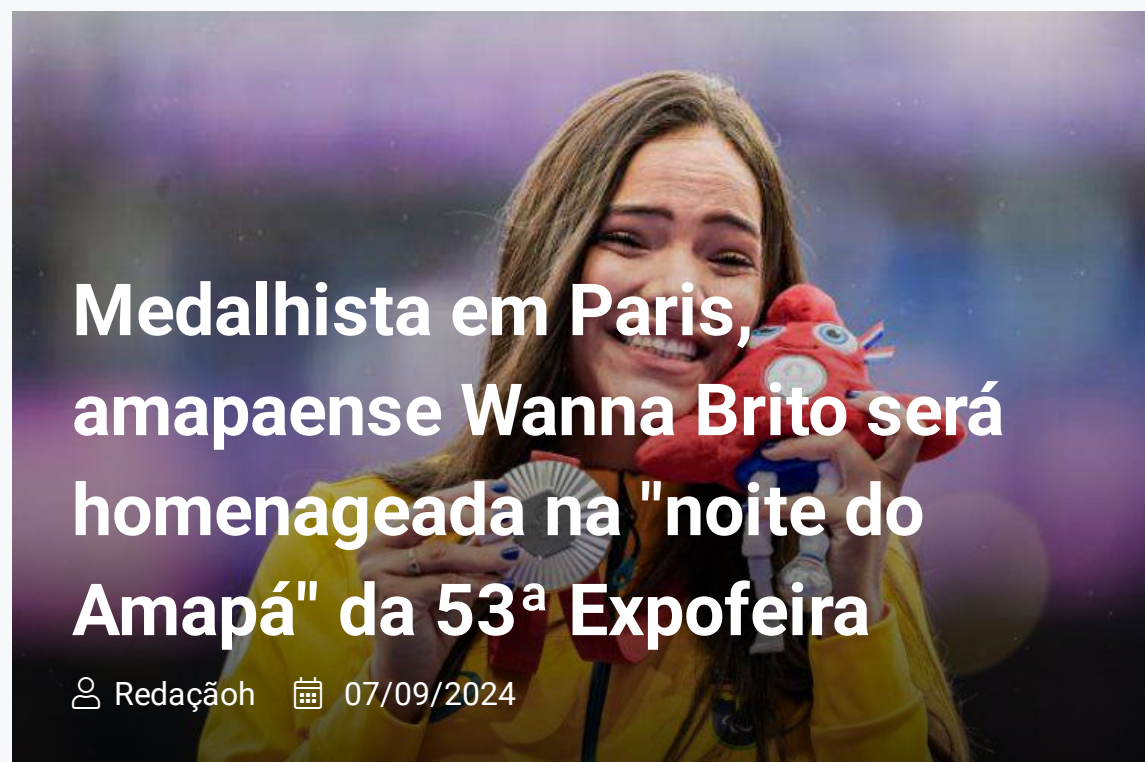 Medalhista em Paris,
amapaense Wanna Brito será
homenageada na "noite do
Amapá" da 53ª Expofeira
Redaçãoh 07/09/2024